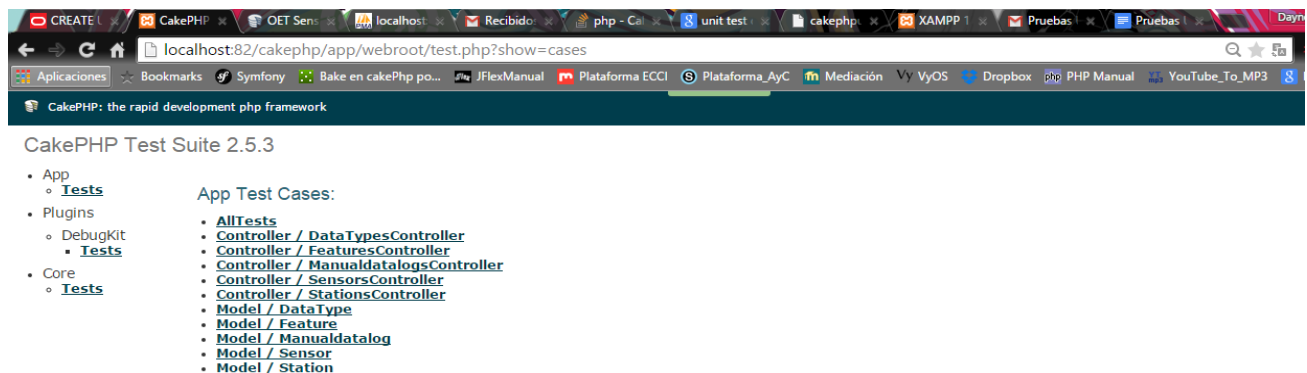 CREATE U
CakePHP
OET Sens
localhost
Recibido
php - Cal
unit test
cakephp
XAMPP 1
Pruebas
Pruebas
Dayn
localhost:82/cakephp/app/webroot/test.php?show=cases
Aplicaciones Bookmarks Symfony Bake en cakePhp po... JFlexManual Plataforma ECCI Plataforma_AyC Mediación VyOS Dropbox PHP Manual YouTube_To_MP3
CakePHP: the rapid development php framework
CakePHP Test Suite 2.5.3
App
Tests
Plugins
DebugKit
Tests
Core
Tests
App Test Cases:
AllTests
Controller / DataTypesController
Controller / FeaturesController
Controller / ManualdatalogsController
Controller / SensorsController
Controller / StationsController
Model / DataType
Model / Feature
Model / Manualdatalog
Model / Sensor
Model / Station